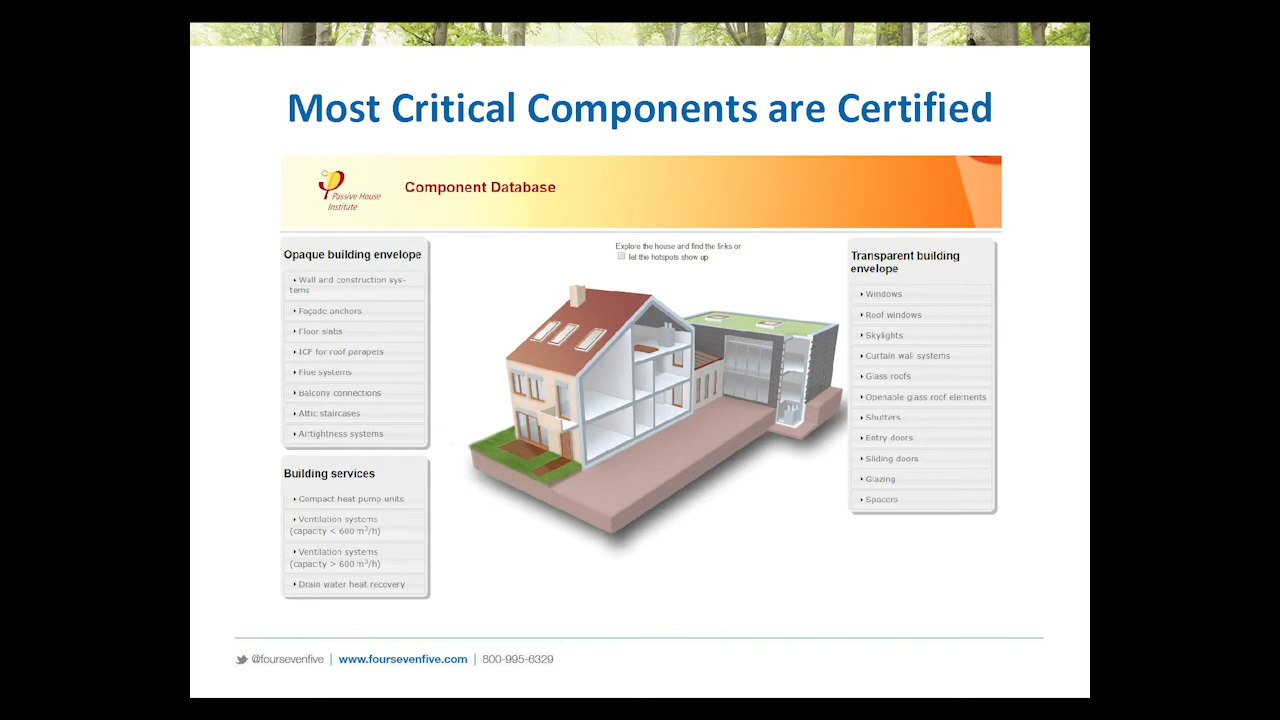 Most Critical Components are Certified
Passive House
Institute
Component Database
Opaque building envelope
Wall and construction sys-
tems
Façade anchors
Floor slabs
ICF for roof parapets
Flue systems
Balcony connections
Attic staircases
Airtightness systems
Building services
Compact heat pump units
Ventilation systems
(capacity < 600 m³/h)
Ventilation systems
(capacity > 600 m³/h)
Drain water heat recovery
Explore the house and find the links or
let the hotspots show up
Transparent building
envelope
Windows
Roof windows
Skylights
Curtain wall systems
Glass roofs
Openable glass roof elements
Shutters
Entry doors
Sliding doors
Glazing
Spacers
@foursevenfive | www.foursevenfive.com | 800-995-6329